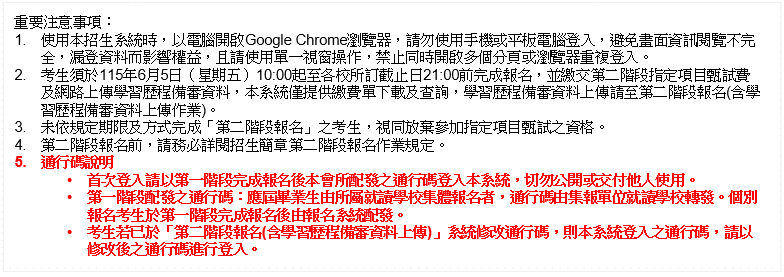 重要注意事項：
1. 使用本招生系統時，以電腦開啟Google Chrome瀏覽器，請勿使用手機或平板電腦登入，避免畫面資訊閱覽不完
全，漏登資料而影響權益，且請使用單一視窗操作，禁止同時開啟多個分頁或瀏覽器重複登入。
2. 考生須於115年6月5日（星期五）10:00起至各校所訂截止日21:00前完成報名，並繳交第二階段指定項目甄試費
及網路上傳學習歷程備審資料，本系統僅提供繳費單下載及查詢，學習歷程備審資料上傳請至第二階段報名(含學
習歷程備審資料上傳作業)。
3. 未依規定期限及方式完成「第二階段報名」之考生，視同放棄參加指定項目甄試之資格。
4. 第二階段報名前，請務必詳閱招生簡章第二階段報名作業規定。
5. 通行碼說明
• 首次登入請以第一階段完成報名後本會所配發之通行碼登入本系統，切勿公開或交付他人使用。
• 第一階段配發之通行碼：應屆畢業生由所屬就讀學校集體報名者，通行碼由集報單位就讀學校轉發。個別
報名考生於第一階段完成報名後由報名系統配發。
• 考生若已於「第二階段報名(含學習歷程備審資料上傳)」系統修改通行碼，則本系統登入之通行碼，請以
修改後之通行碼進行登入。